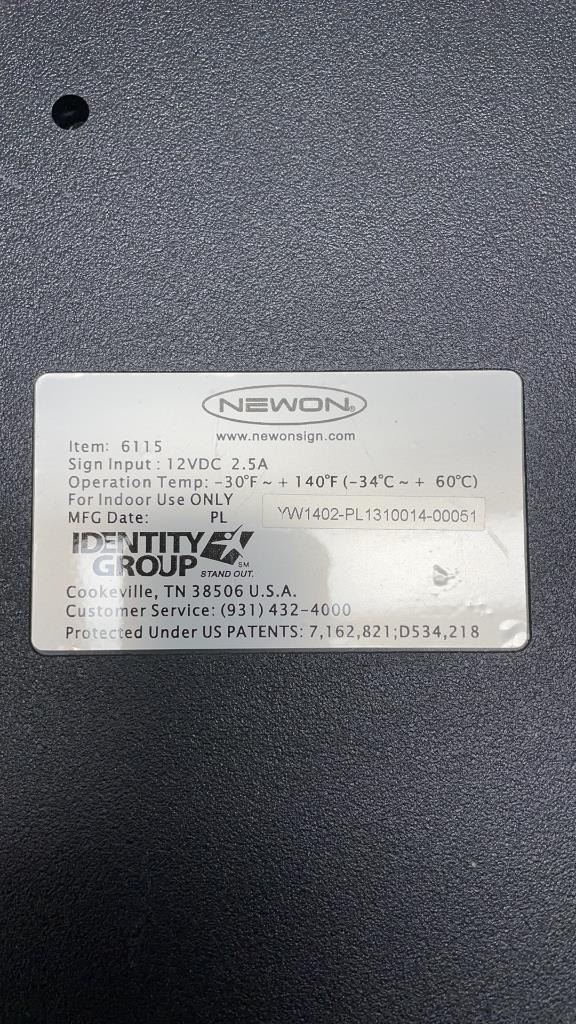 NEWON®
www.newonsign.com
Item: 6115
Sign Input : 12VDC 2.5A
Operation Temp: -30°F ~ + 140°F (-34°C ~ + 60°C)
For Indoor Use ONLY
MFG Date: PL YW1402-PL1310014-00051
IDENTITY
GROUP SM
STAND OUT.
Cookeville, TN 38506 U.S.A.
Customer Service: (931) 432-4000
Protected Under US PATENTS: 7,162,821;D534,218